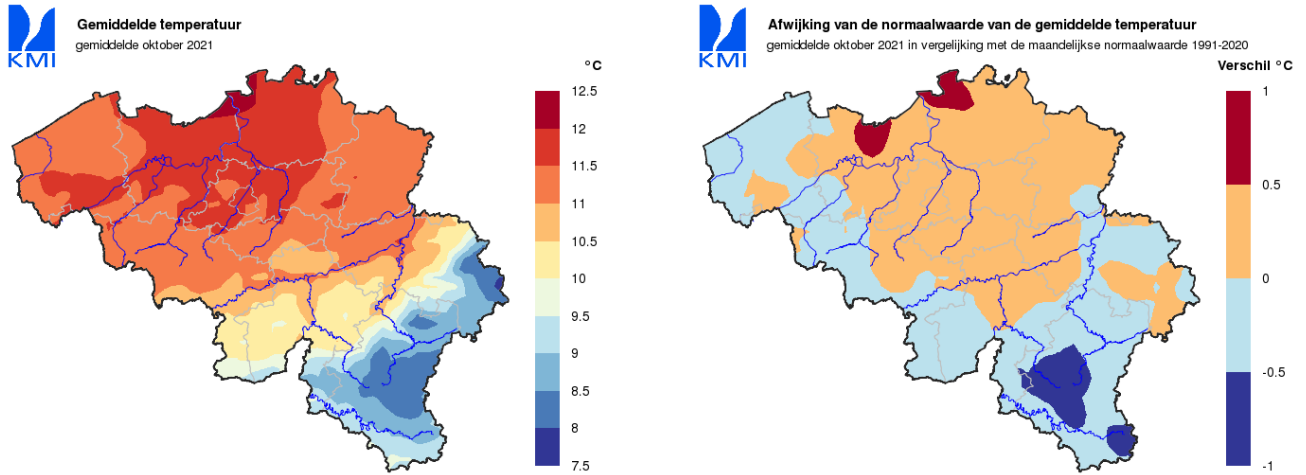 KMI
Gemiddelde temperatuur
gemiddelde oktober 2021
°C
12.5
12
11.5
11
10.5
10
9.5
9
8.5
8
7.5
KMI
Afwijking van de normaalwaarde van de gemiddelde temperatuur
gemiddelde oktober 2021 in vergelijking met de maandelijkse normaalwaarde 1991-2020
Verschil °C
1
0.5
0
-0.5
-1